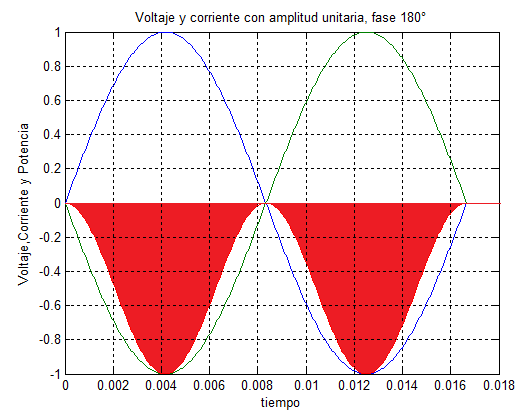 Voltaje y corriente con amplitud unitaria, fase 180°
Voltaje,Corriente y Potencia
1
0.8
0.6
0.4
0.2
0
-0.2
-0.4
-0.6
-0.8
-1
0 0.002 0.004 0.006 0.008 0.01 0.012 0.014 0.016 0.018
tiempo